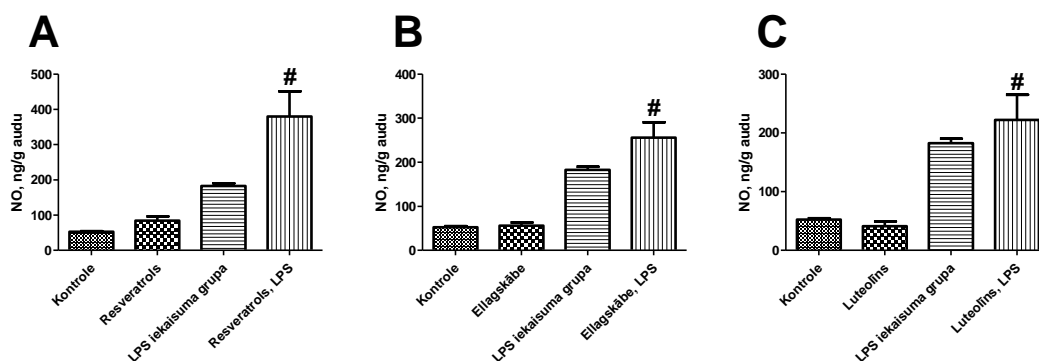 A
NO, ng/g audu
500
400
300
200
100
0
#
Kontrole
Resveratrols
LPS iekaisuma grupa
Resveratrols, LPS
B
NO, ng/g audu
400
300
200
100
0
#
Kontrole
Ellagskābe
LPS iekaisuma grupa
Ellagskābe, LPS
C
NO, ng/g audu
300
200
100
0
#
Kontrole
Luteolīns
LPS iekaisuma grupa
Luteolīns, LPS